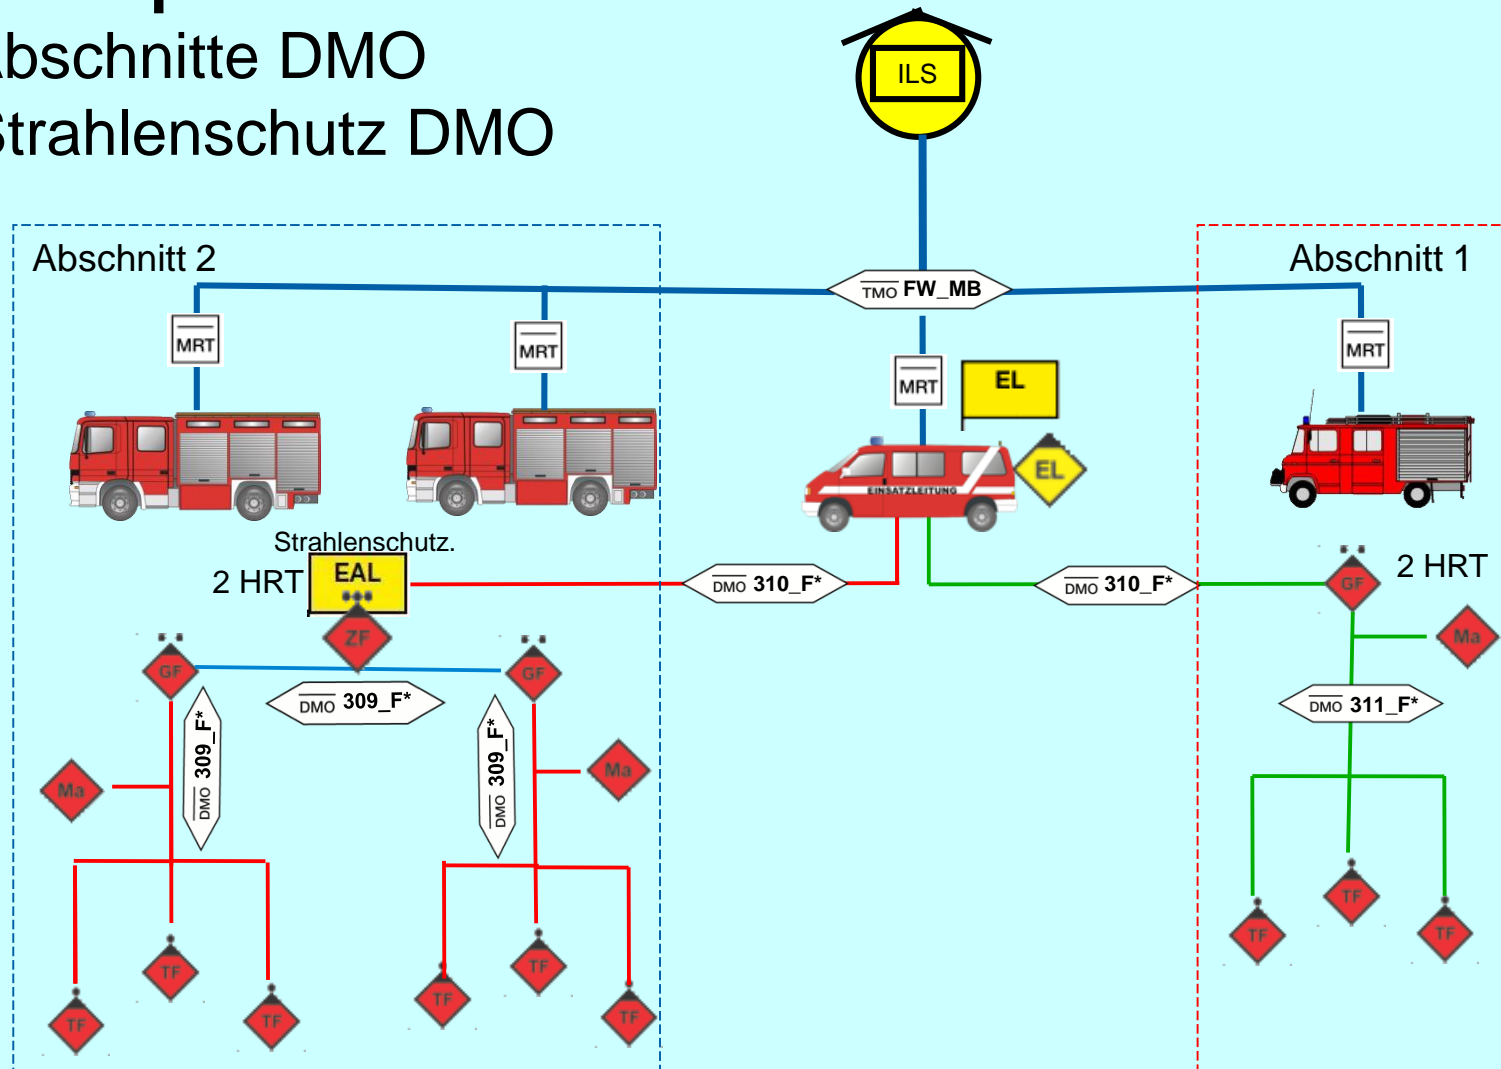 bschnitte DMO
Strahlenschutz DMO
ILS
Abschnitt 2
Abschnitt 1
TMO FW_MB
MRT
MRT
MRT
MRT
EL
EL
EINSATZLEITUNG
Strahlenschutz.
2 HRT
EAL
ZF
DMO 310_F*
DMO 310_F*
GF
2 HRT
Ma
GF
GF
DMO 309_F*
DMO 309_F*
DMO 309_F*
DMO 311_F*
Ma
Ma
TF
TF
TF
TF
TF
TF
TF
TF
TF